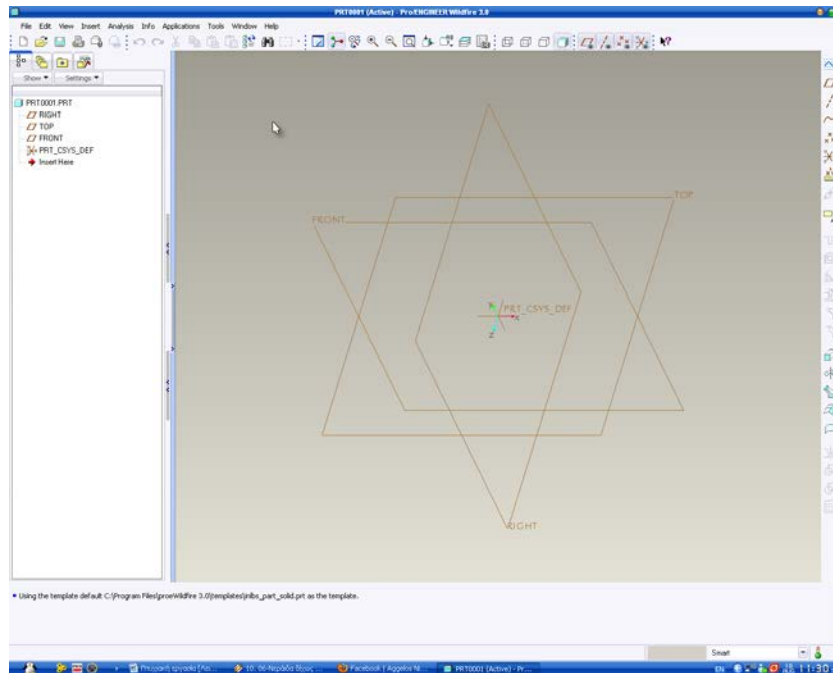 PRT0001 (Active) - Pro/ENGINEER Wildfire 3.0
File Edit View Insert Analysis Info Applications Tools Window Help
Show Settings
PRT0001.PRT
RIGHT
TOP
FRONT
PRT_CSYS_DEF
Insert Here
TOP
FRONT
PRT_CSYS_DEF
X
Z
RIGHT
Using the template default C:\Program Files\proeWildfire 3.0\templates\inlbs_part_solid.prt as the template.
Smart
Facebook | Aggelos Ni...
PRT0001 (Active) - Pr...
EN
11:30